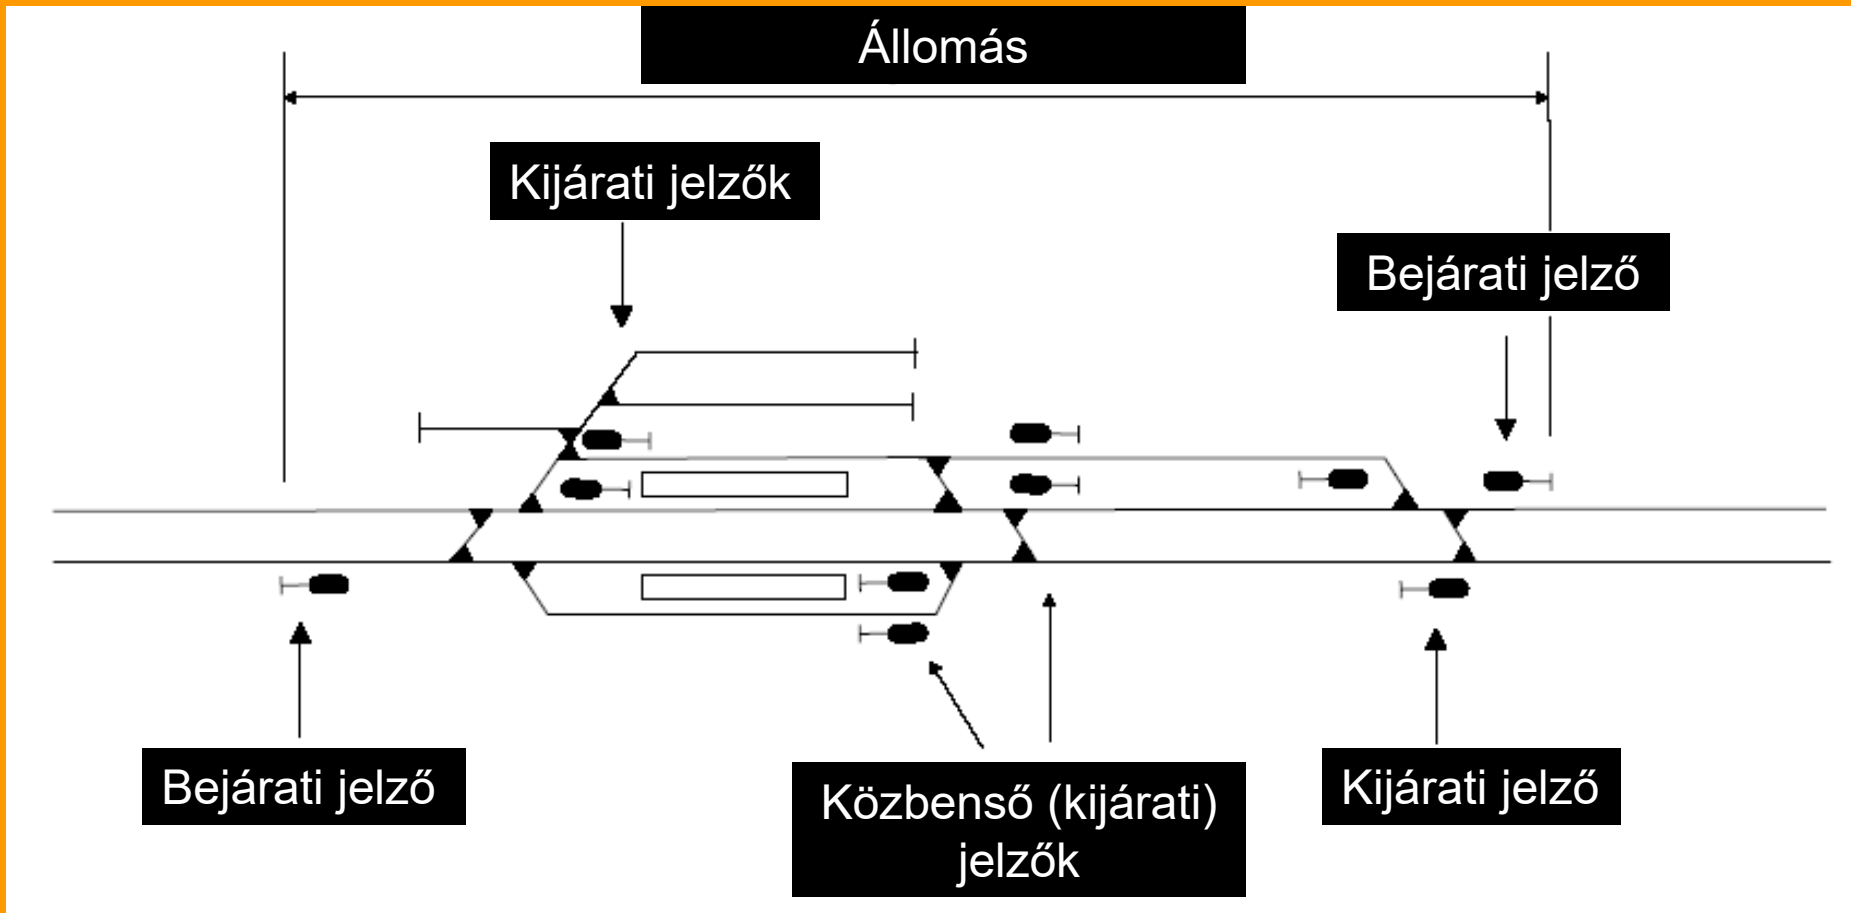 Állomás
Kijárati jelzők
Bejárati jelző
Bejárati jelző
Közbenső (kijárati)
jelzők
Kijárati jelző